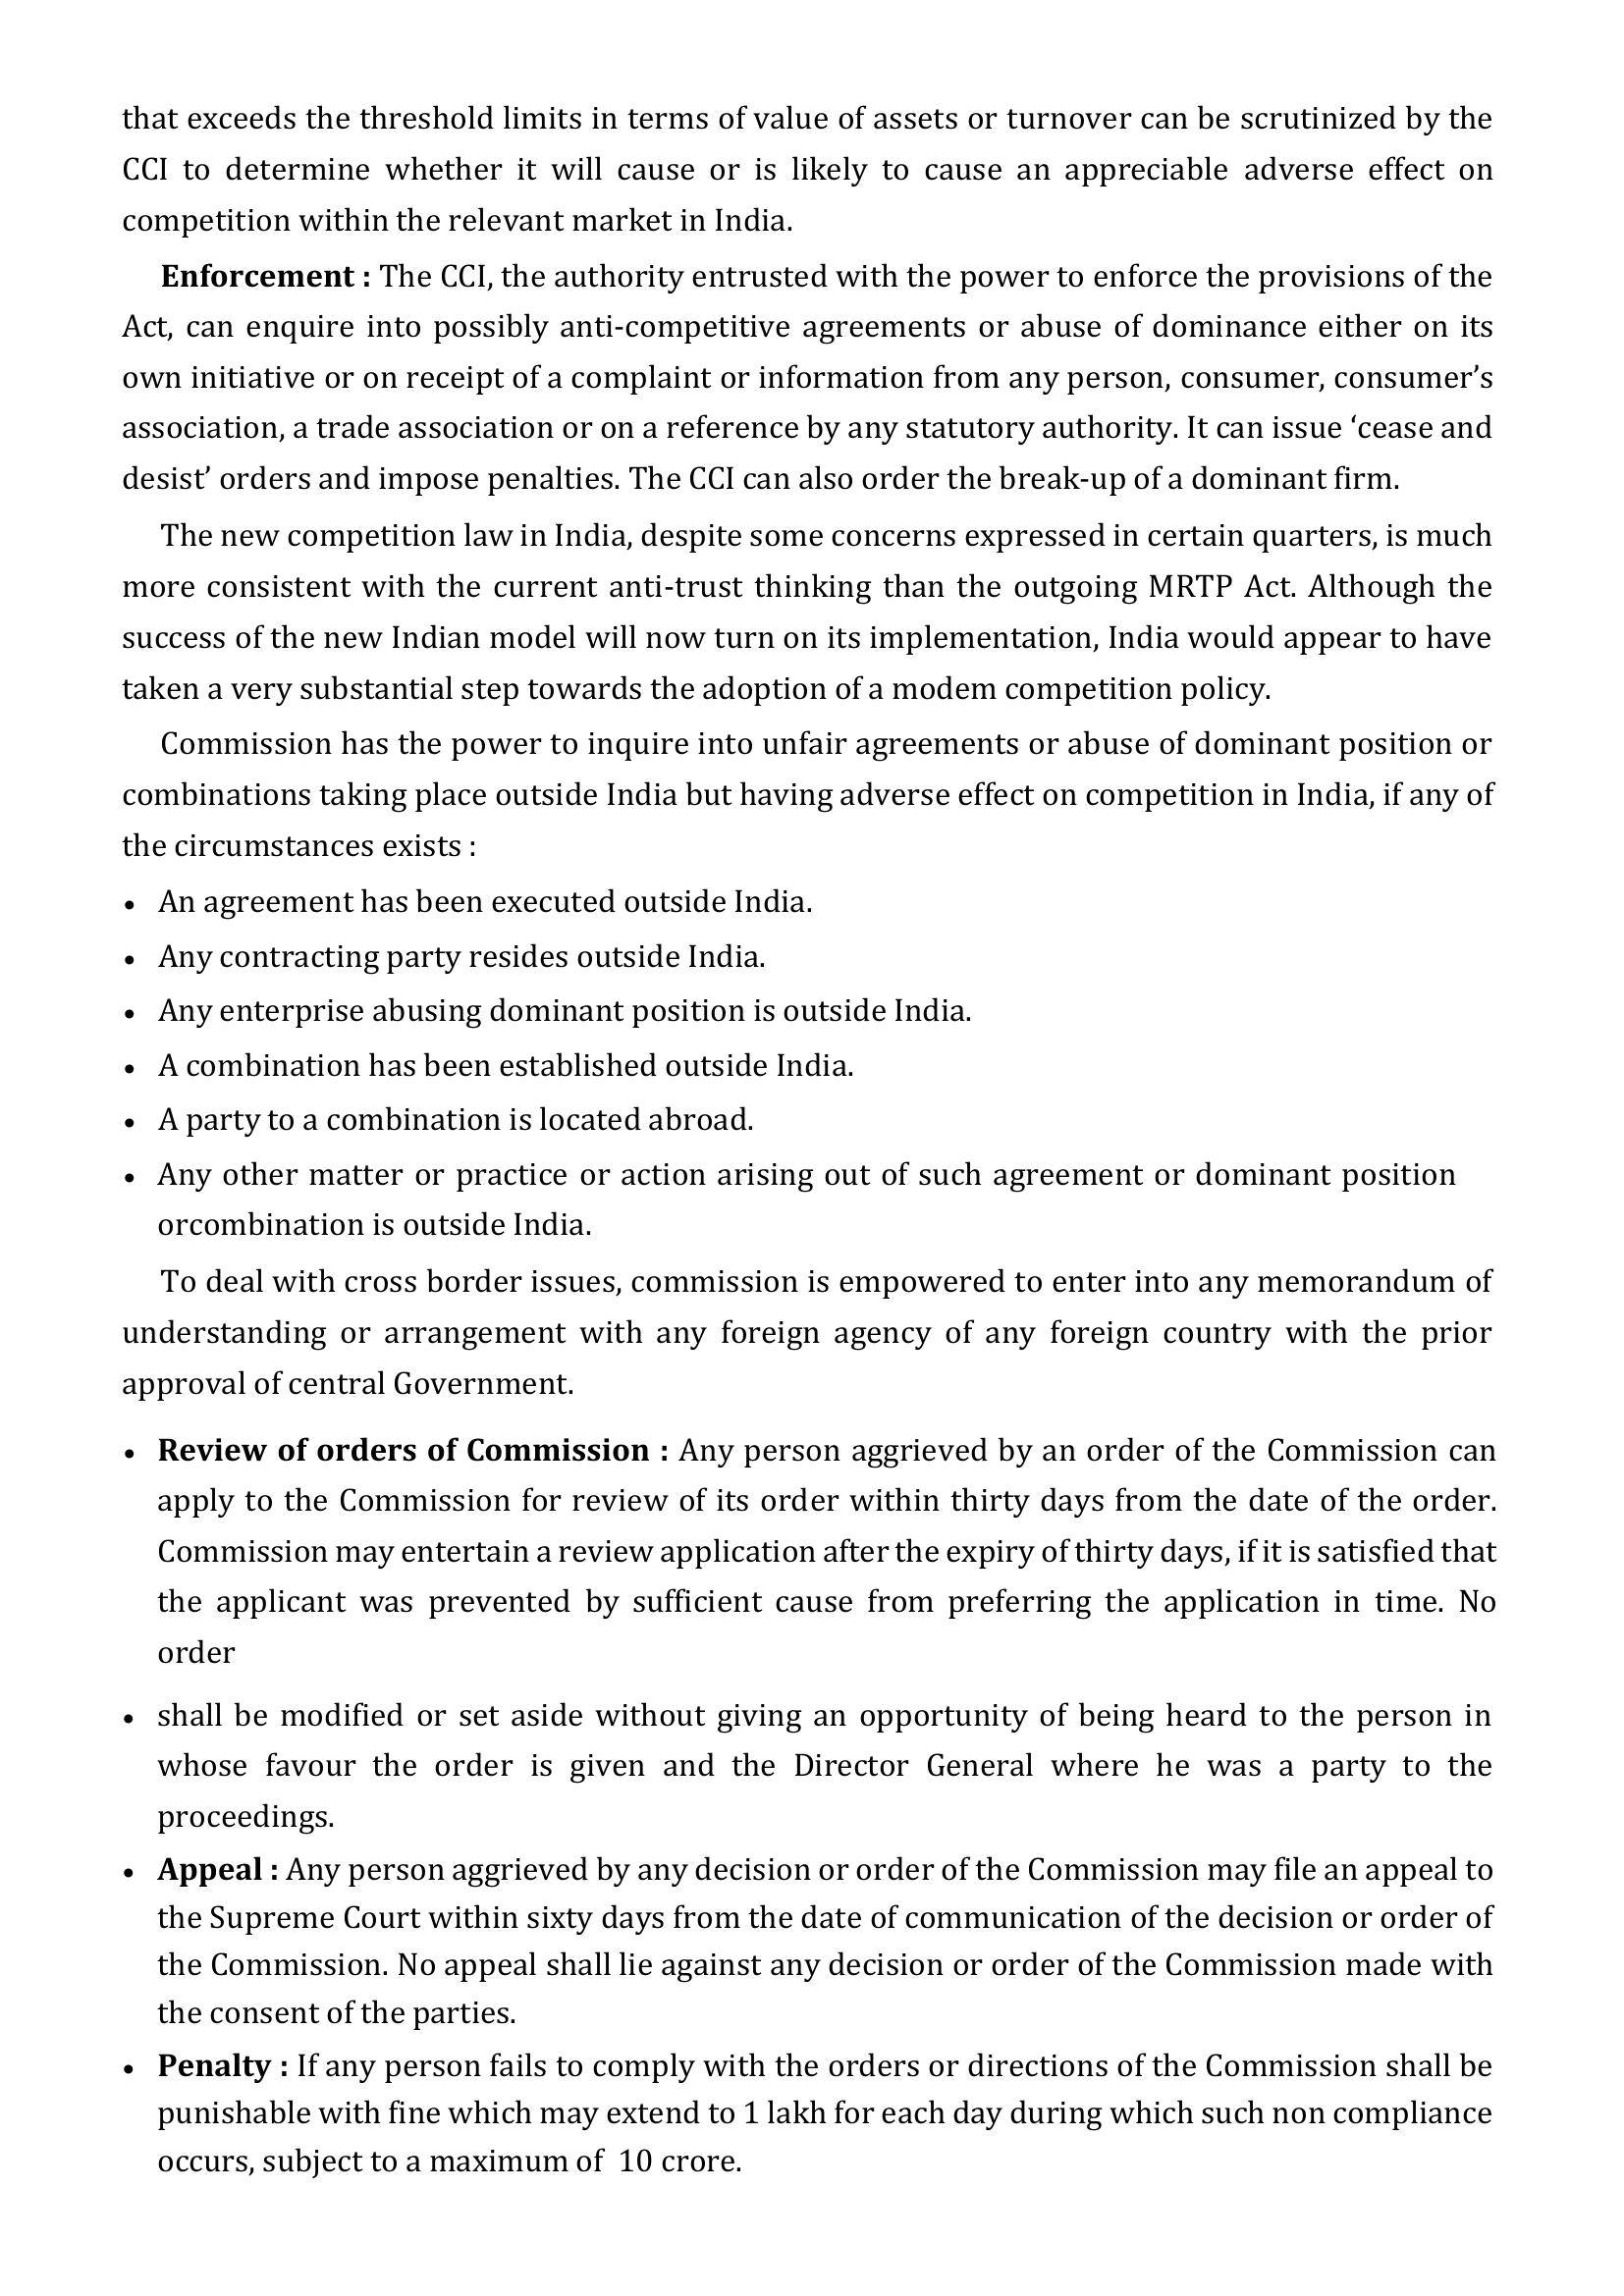 that exceeds the threshold limits in terms of value of assets or turnover can be scrutinized by the
CCI to determine whether it will cause or is likely to cause an appreciable adverse effect on
competition within the relevant market in India.
Enforcement : The CCI, the authority entrusted with the power to enforce the provisions of the
Act, can enquire into possibly anti-competitive agreements or abuse of dominance either on its
own initiative or on receipt of a complaint or information from any person, consumer, consumer’s
association, a trade association or on a reference by any statutory authority. It can issue ‘cease and
desist’ orders and impose penalties. The CCI can also order the break-up of a dominant firm.
The new competition law in India, despite some concerns expressed in certain quarters, is much
more consistent with the current anti-trust thinking than the outgoing MRTP Act. Although the
success of the new Indian model will now turn on its implementation, India would appear to have
taken a very substantial step towards the adoption of a modem competition policy.
Commission has the power to inquire into unfair agreements or abuse of dominant position or
combinations taking place outside India but having adverse effect on competition in India, if any of
the circumstances exists :
• An agreement has been executed outside India.
• Any contracting party resides outside India.
• Any enterprise abusing dominant position is outside India.
• A combination has been established outside India.
• A party to a combination is located abroad.
• Any other matter or practice or action arising out of such agreement or dominant position
orcombination is outside India.
To deal with cross border issues, commission is empowered to enter into any memorandum of
understanding or arrangement with any foreign agency of any foreign country with the prior
approval of central Government.
• Review of orders of Commission : Any person aggrieved by an order of the Commission can
apply to the Commission for review of its order within thirty days from the date of the order.
Commission may entertain a review application after the expiry of thirty days, if it is satisfied that
the applicant was prevented by sufficient cause from preferring the application in time. No
order
• shall be modified or set aside without giving an opportunity of being heard to the person in
whose favour the order is given and the Director General where he was a party to the
proceedings.
• Appeal : Any person aggrieved by any decision or order of the Commission may file an appeal to
the Supreme Court within sixty days from the date of communication of the decision or order of
the Commission. No appeal shall lie against any decision or order of the Commission made with
the consent of the parties.
• Penalty : If any person fails to comply with the orders or directions of the Commission shall be
punishable with fine which may extend to 1 lakh for each day during which such non compliance
occurs, subject to a maximum of 10 crore.